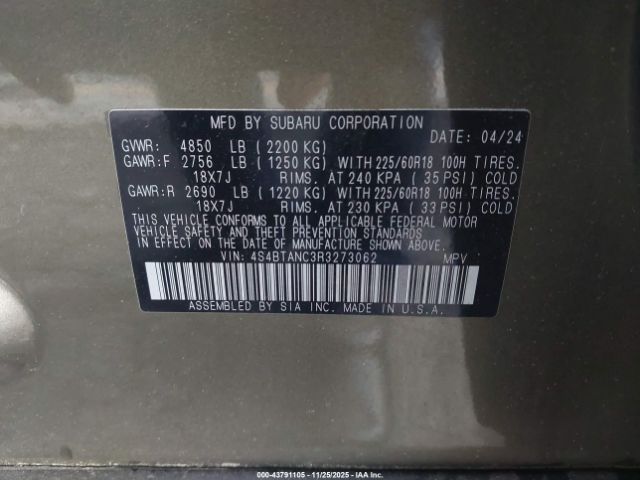 MFD BY SUBARU CORPORATION
DATE: 04/24
GVWR: 4850 LB (2200 KG)
GAWR:F 2756 LB (1250 KG) WITH 225/60R18 100H TIRES.
18X7J RIMS. AT 240 KPA (35 PSI) COLD
GAWR:R 2690 LB (1220 KG) WITH 225/60R18 100H TIRES.
18X7J RIMS. AT 230 KPA (33 PSI) COLD
THIS VEHICLE CONFORMS TO ALL APPLICABLE FEDERAL MOTOR
VEHICLE SAFETY AND THEFT PREVENTION STANDARDS
IN EFFECT ON THE DATE OF MANUFACTURE SHOWN ABOVE.
VIN: 4S4BTANC3R3273062 MPV
ASSEMBLED BY SIA INC. MADE IN U.S.A.
000-43791105 - 11/25/2025 - IAAI.COM